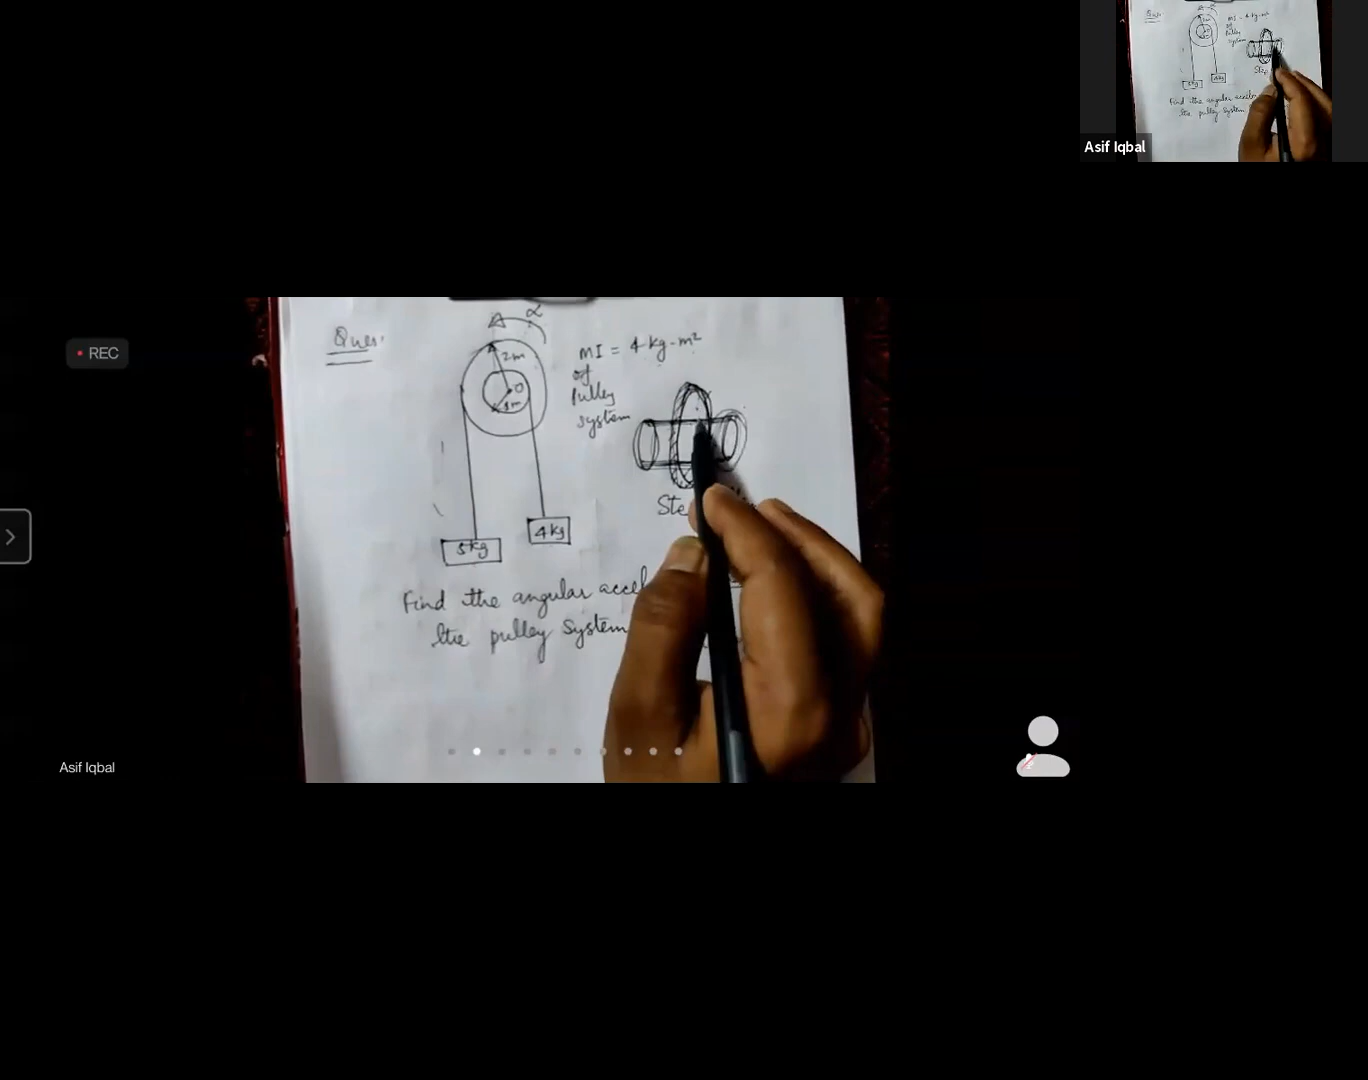 Asif Iqbal
REC
Ques.
α
2m
O
1m
MI = 4 kg-m²
of
Pulley
system
5kg
4kg
Ste
Find the angular accel
the pulley system
Asif Iqbal